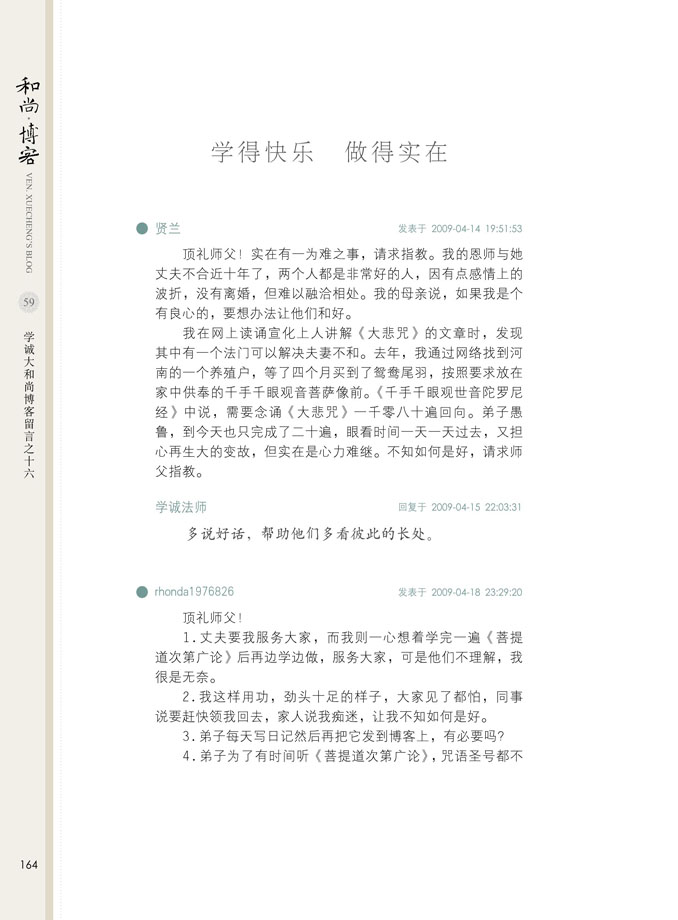 和尚·博客
VEN. XUECHENG'S BLOG
59
学诚大和尚博客留言之十六
学得快乐 做得实在
贤兰 发表于 2009-04-14 19:51:53
顶礼师父！实在有一为难之事，请求指教。我的恩师与她
丈夫不合近十年了，两个人都是非常好的人，因有点感情上的
波折，没有离婚，但难以融洽相处。我的母亲说，如果我是个
有良心的，要想办法让他们和好。
我在网上读诵宣化上人讲解《大悲咒》的文章时，发现
其中有一个法门可以解决夫妻不和。去年，我通过网络找到河
南的一个养殖户，等了四个月买到了鸳鸯尾羽，按照要求放在
家中供奉的千手千眼观音菩萨像前。《千手千眼观世音陀罗尼
经》中说，需要念诵《大悲咒》一千零八十遍回向。弟子愚
鲁，到今天也只完成了二十遍，眼看时间一天一天过去，又担
心再生大的变故，但实在是心力难继。不知如何是好，请求师
父指教。
学诚法师 回复于 2009-04-15 22:03:31
多说好话，帮助他们多看彼此的长处。
rhonda1976826 发表于 2009-04-18 23:29:20
顶礼师父！
1.丈夫要我服务大家，而我则一心想着学完一遍《菩提
道次第广论》后再边学边做，服务大家，可是他们不理解，我
很是无奈。
2.我这样用功，劲头十足的样子，大家见了都怕，同事
说要赶快领我回去，家人说我痴迷，让我不知如何是好。
3.弟子每天写日记然后再把它发到博客上，有必要吗？
4.弟子为了有时间听《菩提道次第广论》，咒语圣号都不
164